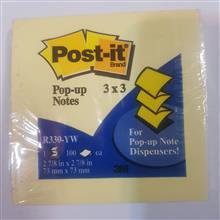 Post-it
Brand
Pop-up
Notes
3 x 3
R330-YW
100 ea
2 7/8 in x 2 7/8 in
73 mm x 73 mm
For
Pop-up Note
Dispensers!
3M